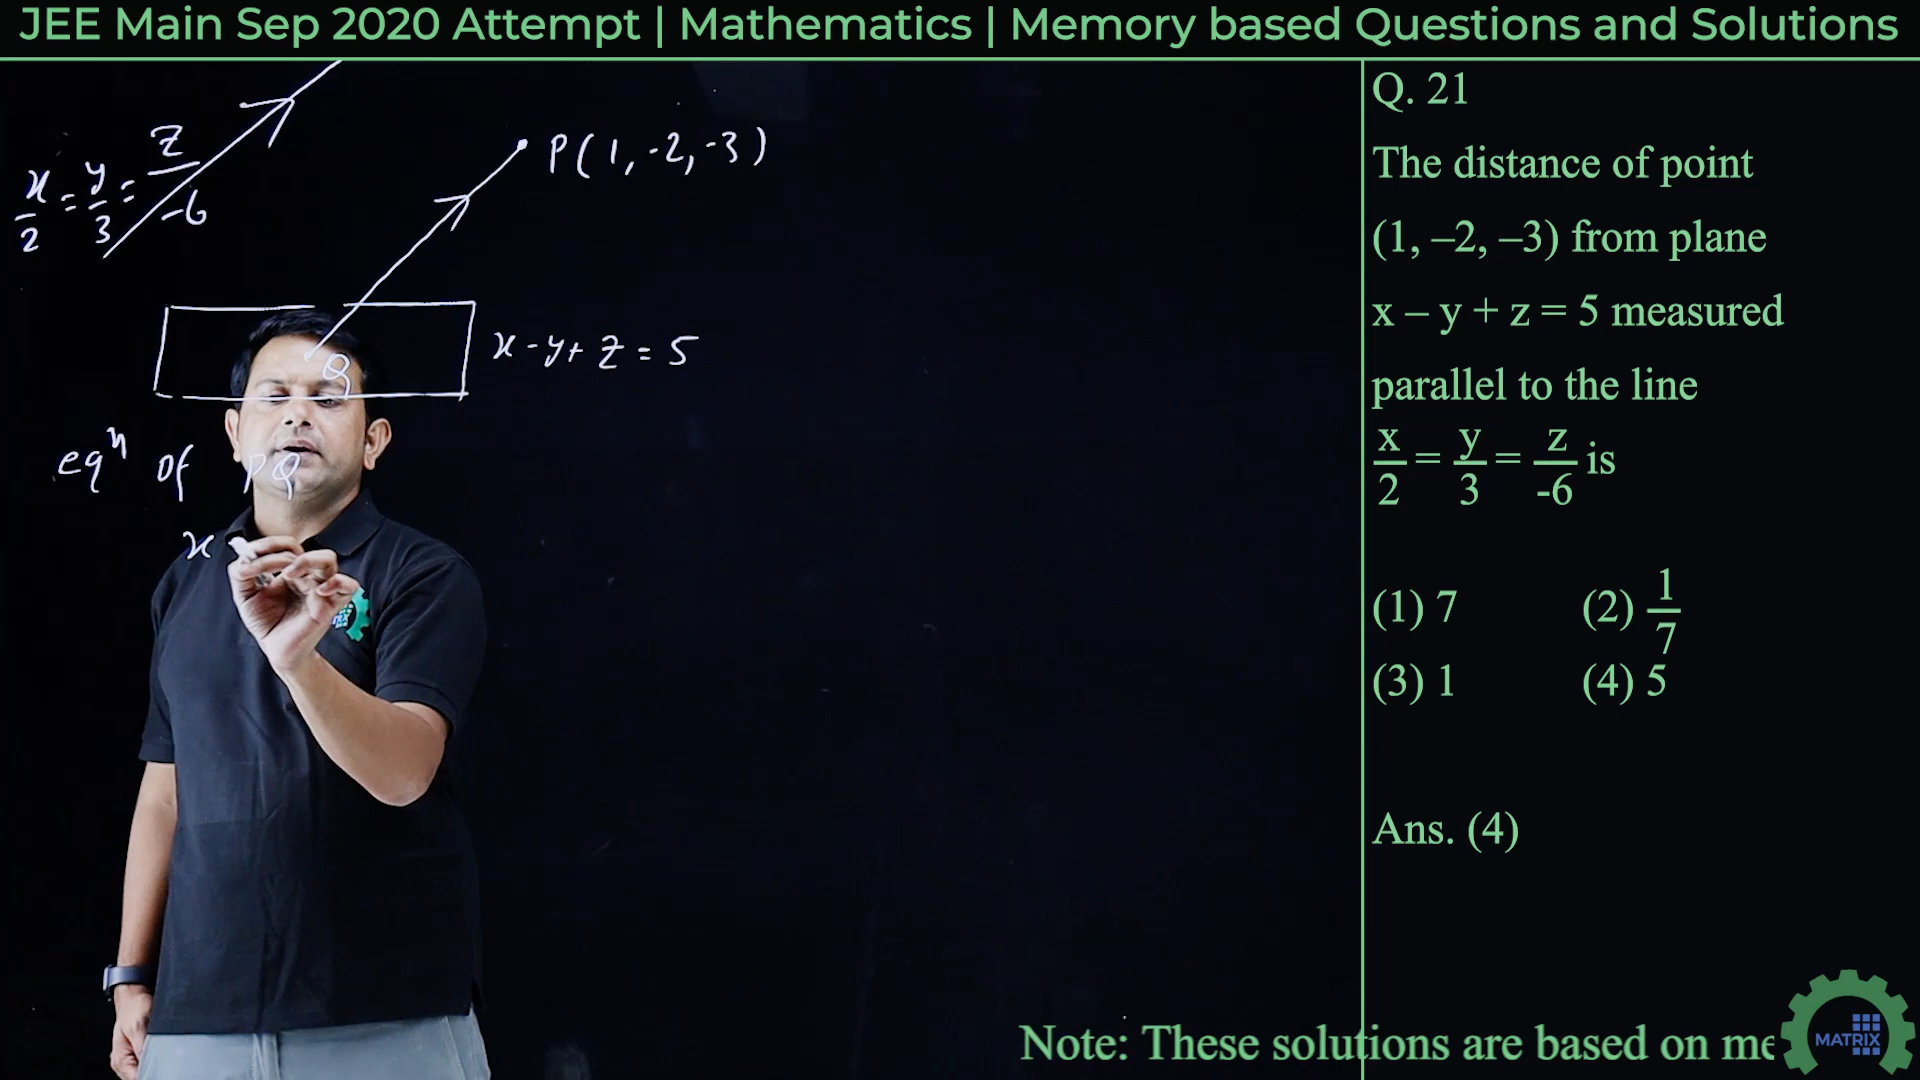 JEE Main Sep 2020 Attempt | Mathematics | Memory based Questions and Solutions
x/2 = y/3 = z/-6
P(1, -2, -3)
Q
x - y + z = 5
eqⁿ of PQ
x
Q. 21
The distance of point
(1, –2, –3) from plane
x – y + z = 5 measured
parallel to the line
x/2 = y/3 = z/-6 is
(1) 7 (2) 1/7
(3) 1 (4) 5
Ans. (4)
Note: These solutions are based on me
MATRIX